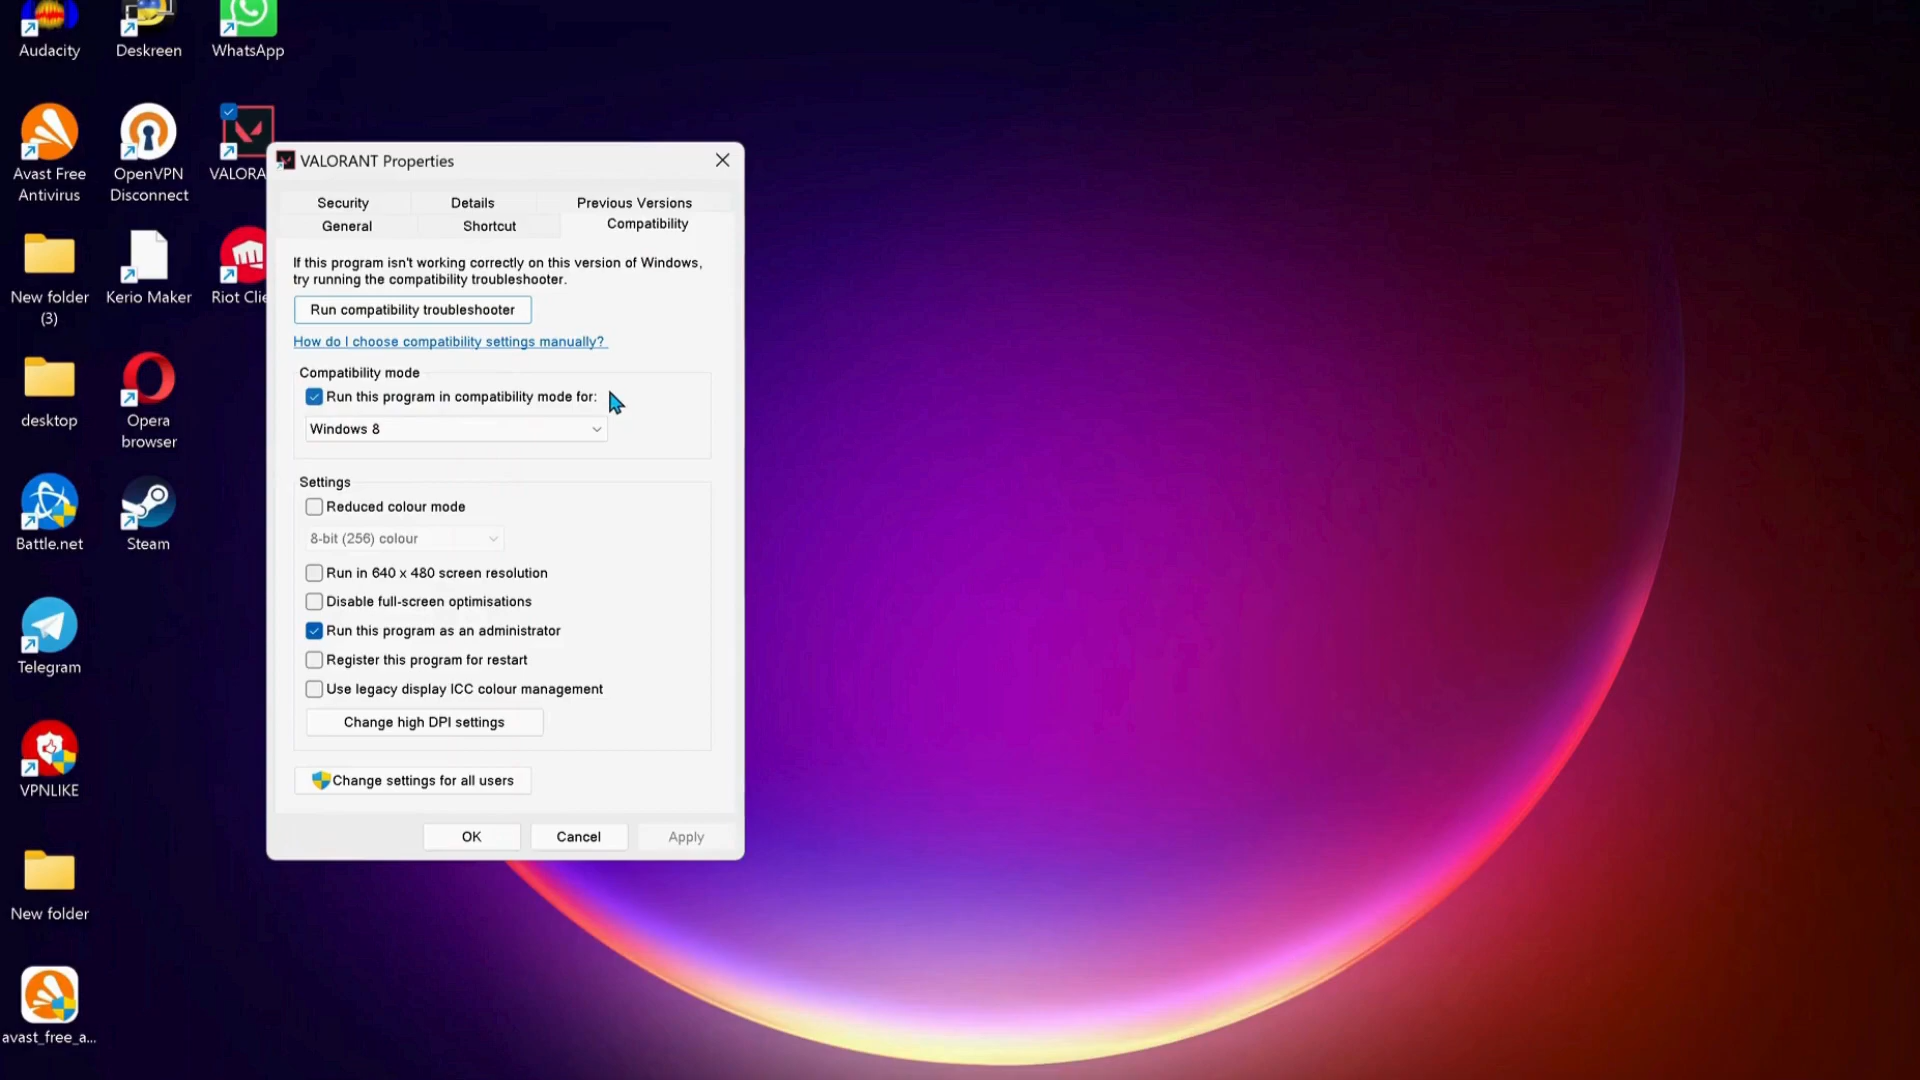 Audacity
Deskreen
WhatsApp
Avast Free
Antivirus
OpenVPN
Disconnect
VALORA
New folder
(3)
Kerio Maker
Riot Clie
desktop
Opera
browser
Battle.net
Steam
Telegram
VPNLIKE
New folder
avast_free_a...
VALORANT Properties
Security
Details
Previous Versions
General
Shortcut
Compatibility
If this program isn't working correctly on this version of Windows,
try running the compatibility troubleshooter.
Run compatibility troubleshooter
How do I choose compatibility settings manually?
Compatibility mode
Run this program in compatibility mode for:
Windows 8
Settings
Reduced colour mode
8-bit (256) colour
Run in 640 x 480 screen resolution
Disable full-screen optimisations
Run this program as an administrator
Register this program for restart
Use legacy display ICC colour management
Change high DPI settings
Change settings for all users
OK
Cancel
Apply